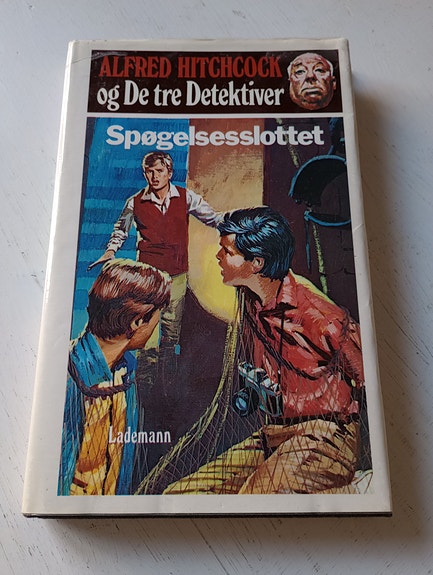 ALFRED HITCHCOCK
og De tre Detektiver
Spøgelsesslottet
Lademann